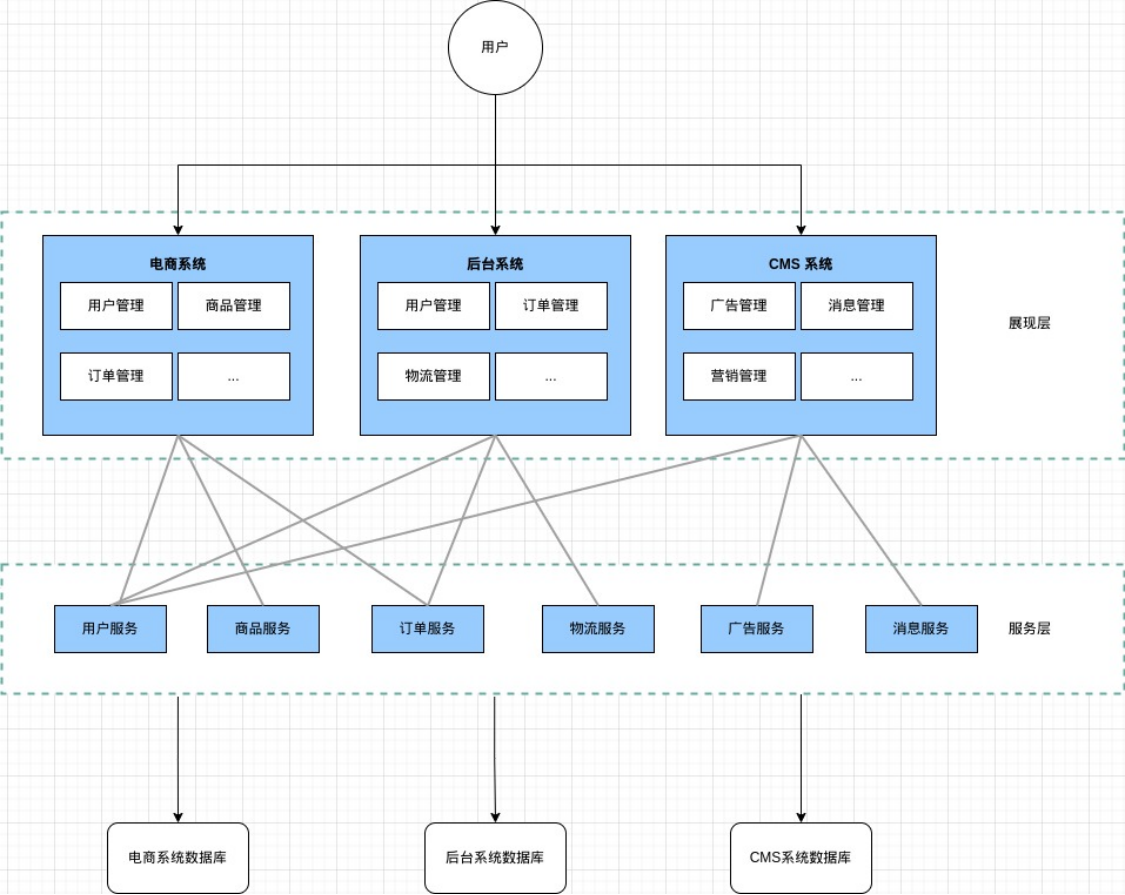 用户
电商系统
后台系统
CMS 系统
用户管理
商品管理
用户管理
订单管理
广告管理
消息管理
展现层
订单管理
...
物流管理
...
营销管理
...
用户服务
商品服务
订单服务
物流服务
广告服务
消息服务
服务层
电商系统数据库
后台系统数据库
CMS系统数据库